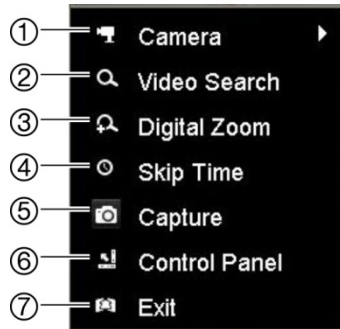 ① Camera
② Video Search
③ Digital Zoom
④ Skip Time
⑤ Capture
⑥ Control Panel
⑦ Exit